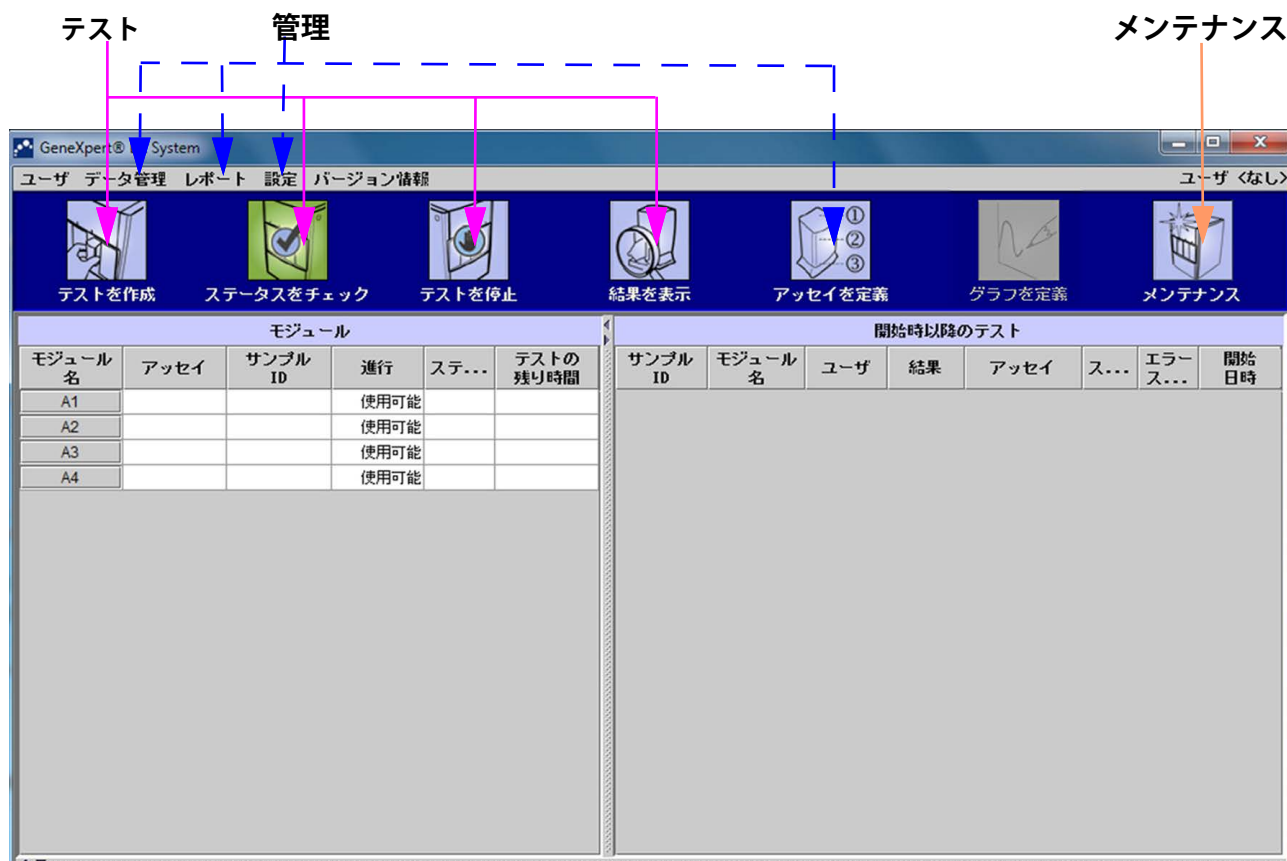 テスト 管理 メンテナンス
GeneXpert® System
ユーザ データ管理 レポート 設定 バージョン情報 ユーザ <なし>
テストを作成 ステータスをチェック テストを停止 結果を表示 アッセイを定義 グラフを定義 メンテナンス
① ② ③
モジュール 開始時以降のテスト
モジュール名 アッセイ サンプルID 進行 ステ... テストの残り時間 サンプルID モジュール名 ユーザ 結果 アッセイ ス... エラース... 開始日時
A1 使用可能
A2 使用可能
A3 使用可能
A4 使用可能